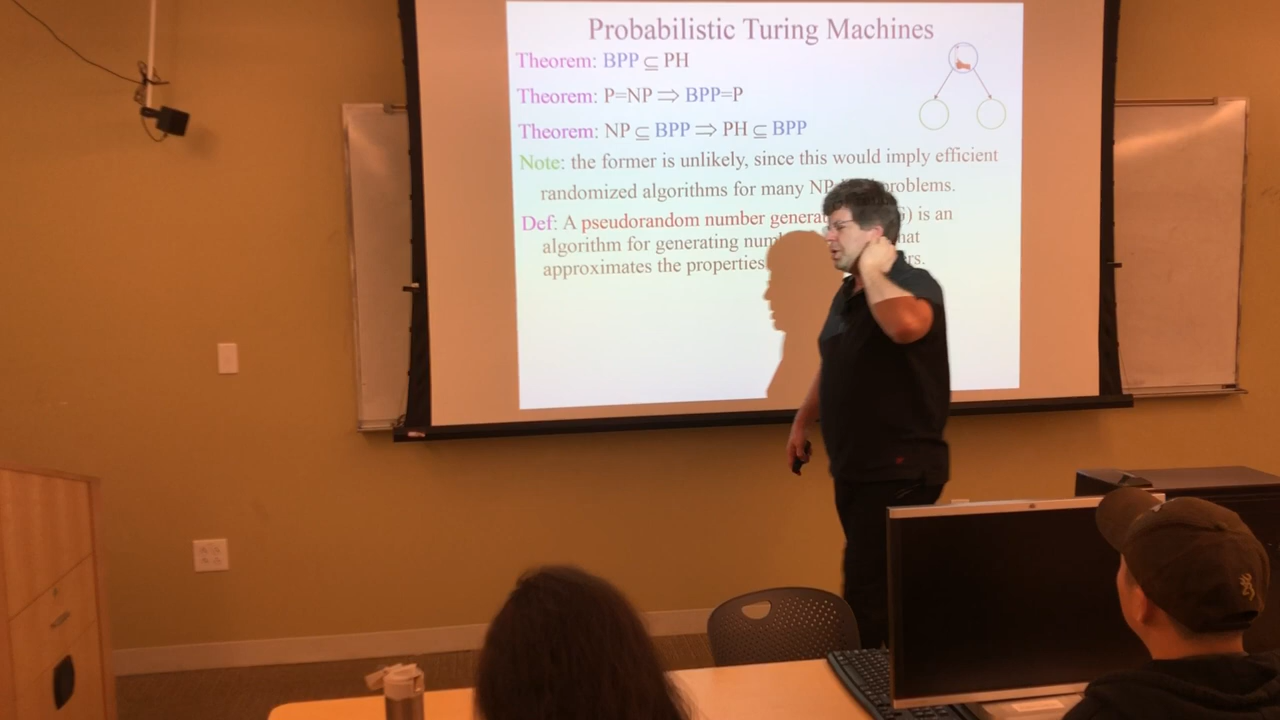 Probabilistic Turing Machines
Theorem: BPP ⊆ PH
Theorem: P=NP ⟹ BPP=P
Theorem: NP ⊆ BPP ⟹ PH ⊆ BPP
Note: the former is unlikely, since this would imply efficient
randomized algorithms for many NP problems.
Def: A pseudorandom number is an
algorithm for generating
approximates the properties